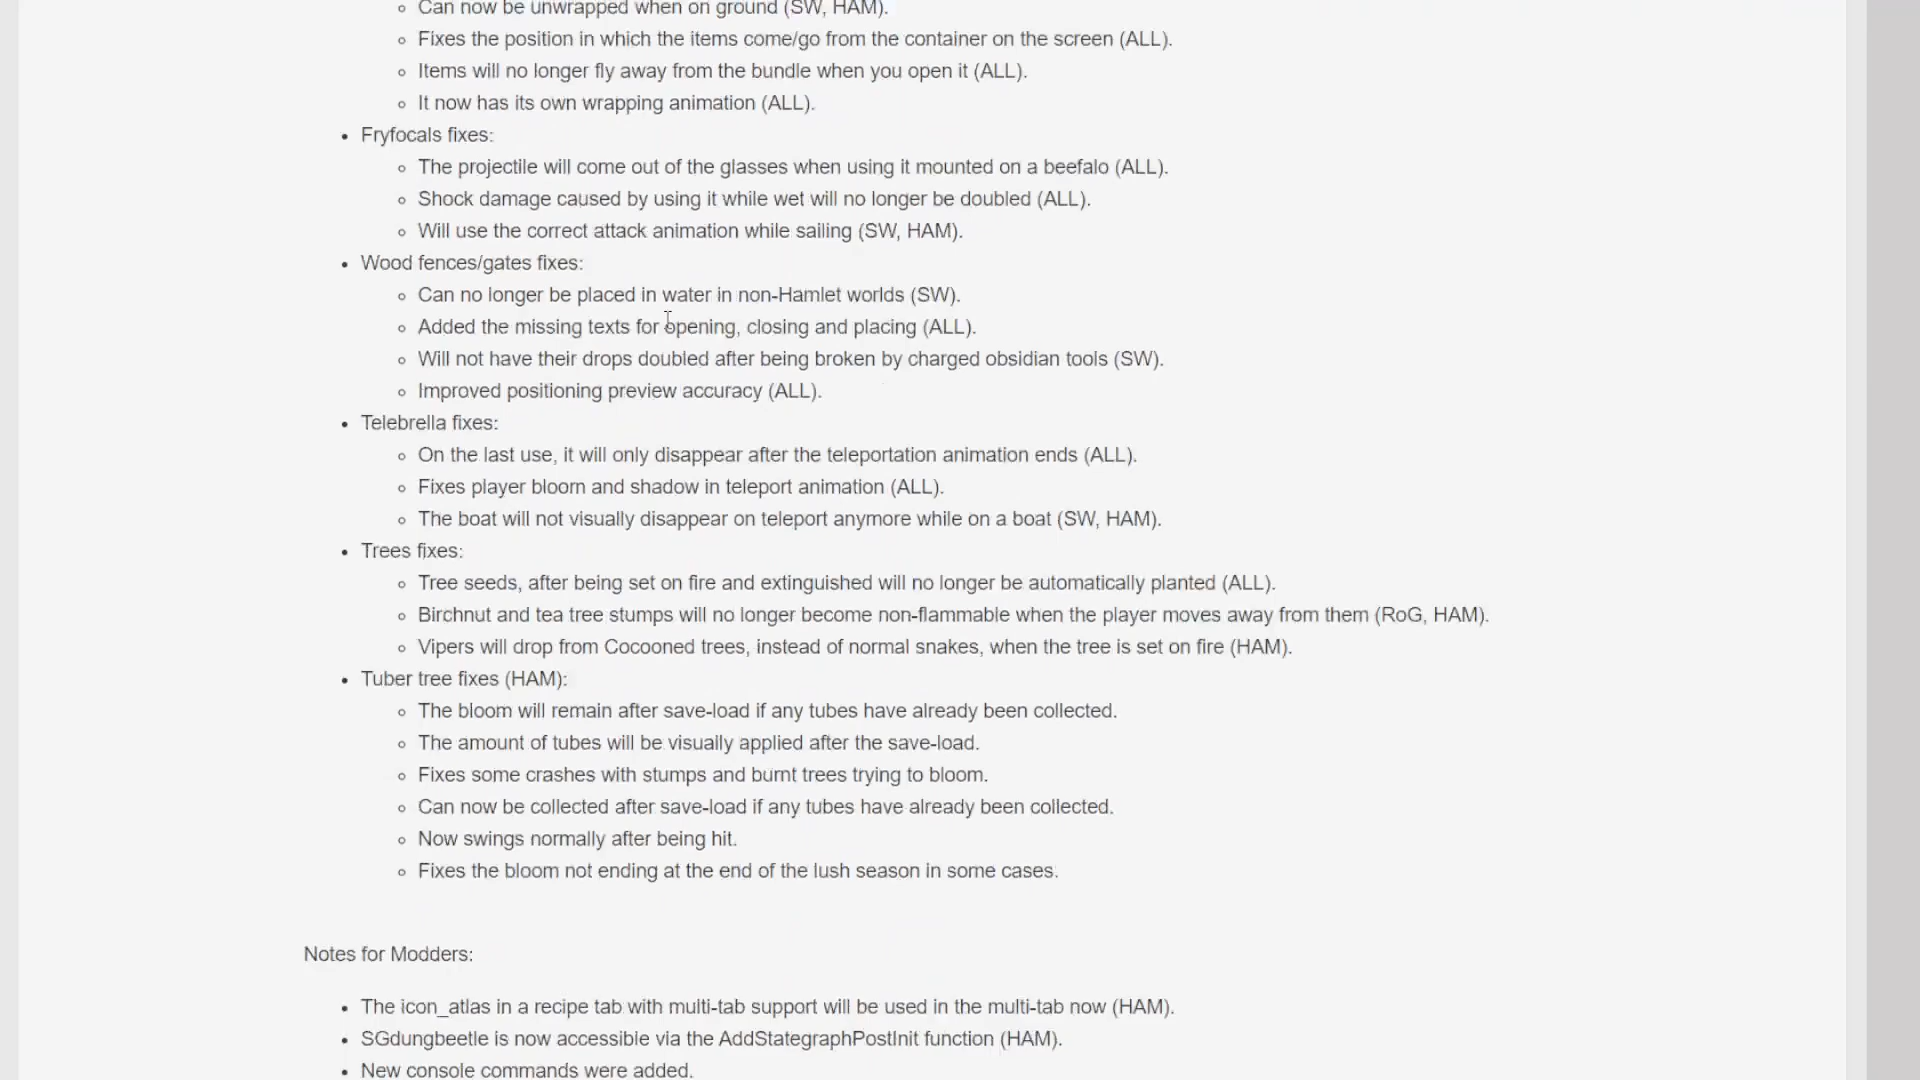 Can now be unwrapped when on ground (SW, HAM).
Fixes the position in which the items come/go from the container on the screen (ALL).
Items will no longer fly away from the bundle when you open it (ALL).
It now has its own wrapping animation (ALL).
Fryfocals fixes:
The projectile will come out of the glasses when using it mounted on a beefalo (ALL).
Shock damage caused by using it while wet will no longer be doubled (ALL).
Will use the correct attack animation while sailing (SW, HAM).
Wood fences/gates fixes:
Can no longer be placed in water in non-Hamlet worlds (SW).
Added the missing texts for opening, closing and placing (ALL).
Will not have their drops doubled after being broken by charged obsidian tools (SW).
Improved positioning preview accuracy (ALL).
Telebrella fixes:
On the last use, it will only disappear after the teleportation animation ends (ALL).
Fixes player bloom and shadow in teleport animation (ALL).
The boat will not visually disappear on teleport anymore while on a boat (SW, HAM).
Trees fixes:
Tree seeds, after being set on fire and extinguished will no longer be automatically planted (ALL).
Birchnut and tea tree stumps will no longer become non-flammable when the player moves away from them (RoG, HAM).
Vipers will drop from Cocooned trees, instead of normal snakes, when the tree is set on fire (HAM).
Tuber tree fixes (HAM):
The bloom will remain after save-load if any tubes have already been collected.
The amount of tubes will be visually applied after the save-load.
Fixes some crashes with stumps and burnt trees trying to bloom.
Can now be collected after save-load if any tubes have already been collected.
Now swings normally after being hit.
Fixes the bloom not ending at the end of the lush season in some cases.
Notes for Modders:
The icon_atlas in a recipe tab with multi-tab support will be used in the multi-tab now (HAM).
SGdungbeetle is now accessible via the AddStategraphPostInit function (HAM).
New console commands were added.